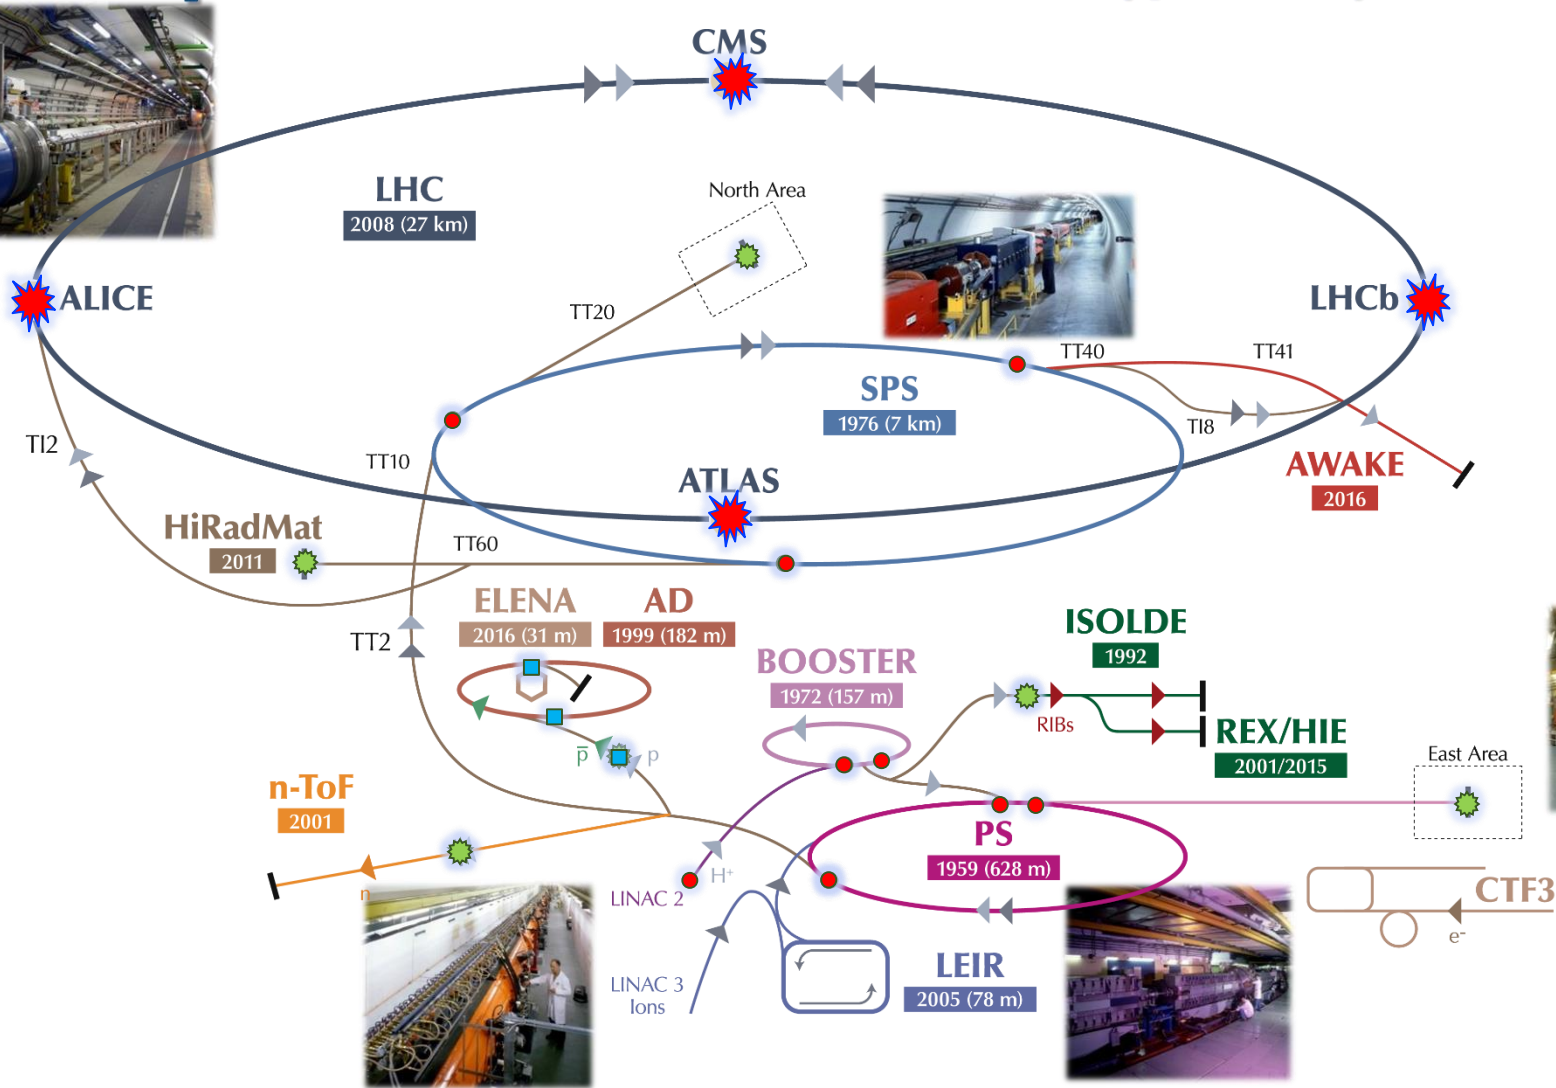 CMS
LHC
2008 (27 km)
North Area
ALICE
LHCb
TT20
TT40
TT41
SPS
1976 (7 km)
TI8
TI2
TT10
ATLAS
AWAKE
2016
HiRadMat
2011
TT60
ELENA
2016 (31 m)
AD
1999 (182 m)
TT2
ISOLDE
1992
BOOSTER
1972 (157 m)
RIBs
REX/HIE
2001/2015
p̅
p
East Area
n-ToF
2001
n
PS
1959 (628 m)
H⁺
LINAC 2
CTF3
e⁻
LEIR
2005 (78 m)
LINAC 3
Ions